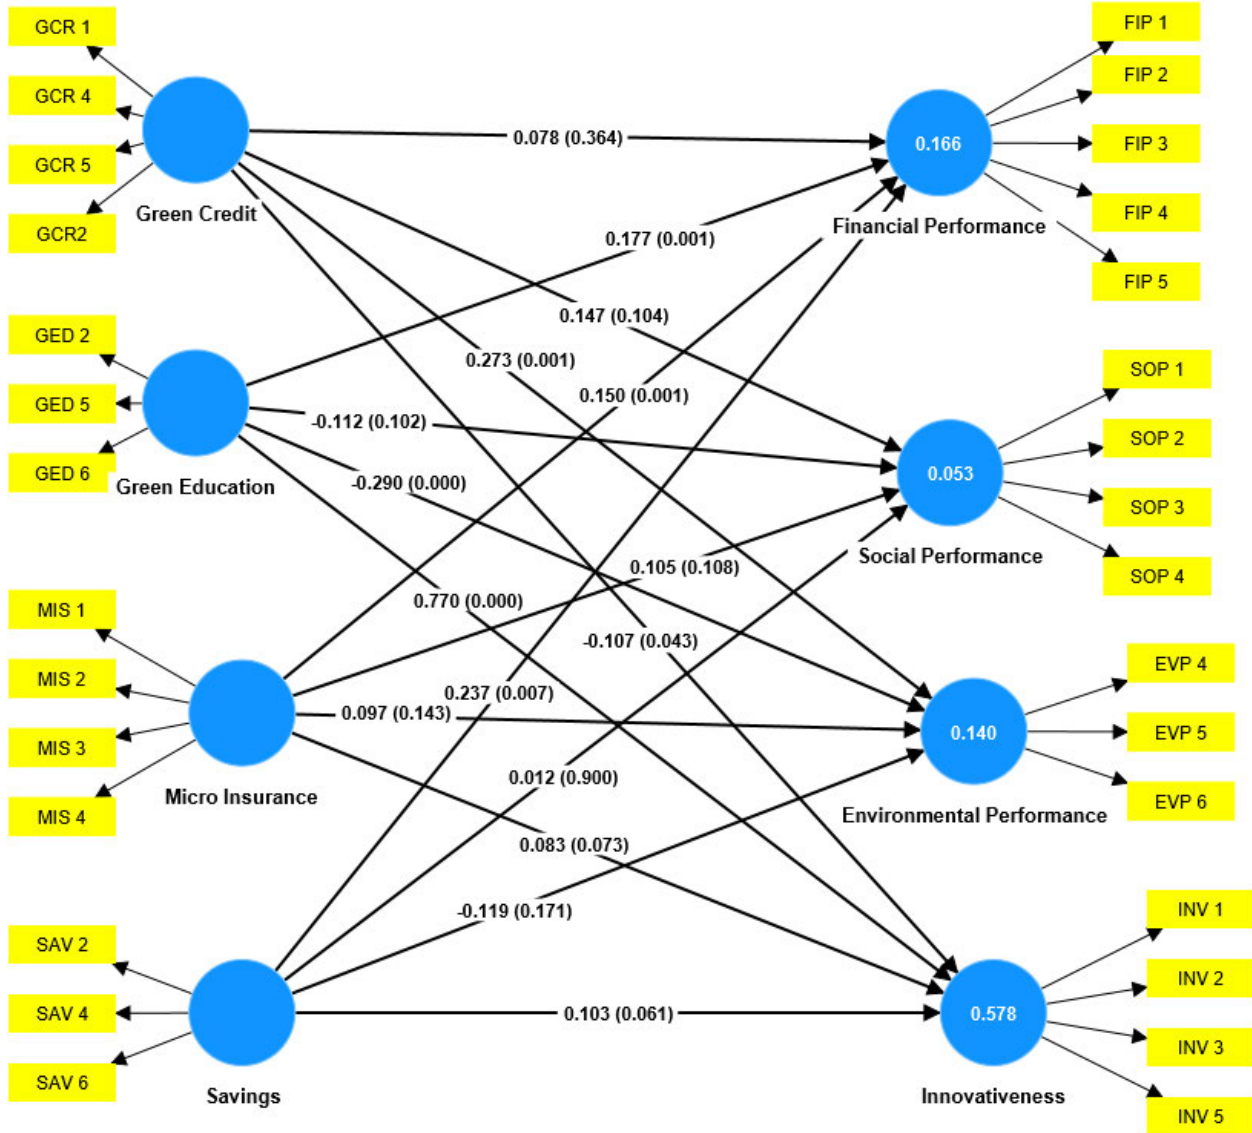 GCR 1
GCR 4
GCR 5
GCR2
Green Credit
GED 2
GED 5
GED 6
Green Education
MIS 1
MIS 2
MIS 3
MIS 4
Micro Insurance
SAV 2
SAV 4
SAV 6
Savings
0.078 (0.364)
0.177 (0.001)
0.147 (0.104)
0.273 (0.001)
0.150 (0.001)
-0.112 (0.102)
-0.290 (0.000)
0.105 (0.108)
0.770 (0.000)
-0.107 (0.043)
0.237 (0.007)
0.097 (0.143)
0.012 (0.900)
0.083 (0.073)
-0.119 (0.171)
0.103 (0.061)
0.166
Financial Performance
FIP 1
FIP 2
FIP 3
FIP 4
FIP 5
0.053
Social Performance
SOP 1
SOP 2
SOP 3
SOP 4
0.140
Environmental Performance
EVP 4
EVP 5
EVP 6
0.578
Innovativeness
INV 1
INV 2
INV 3
INV 5